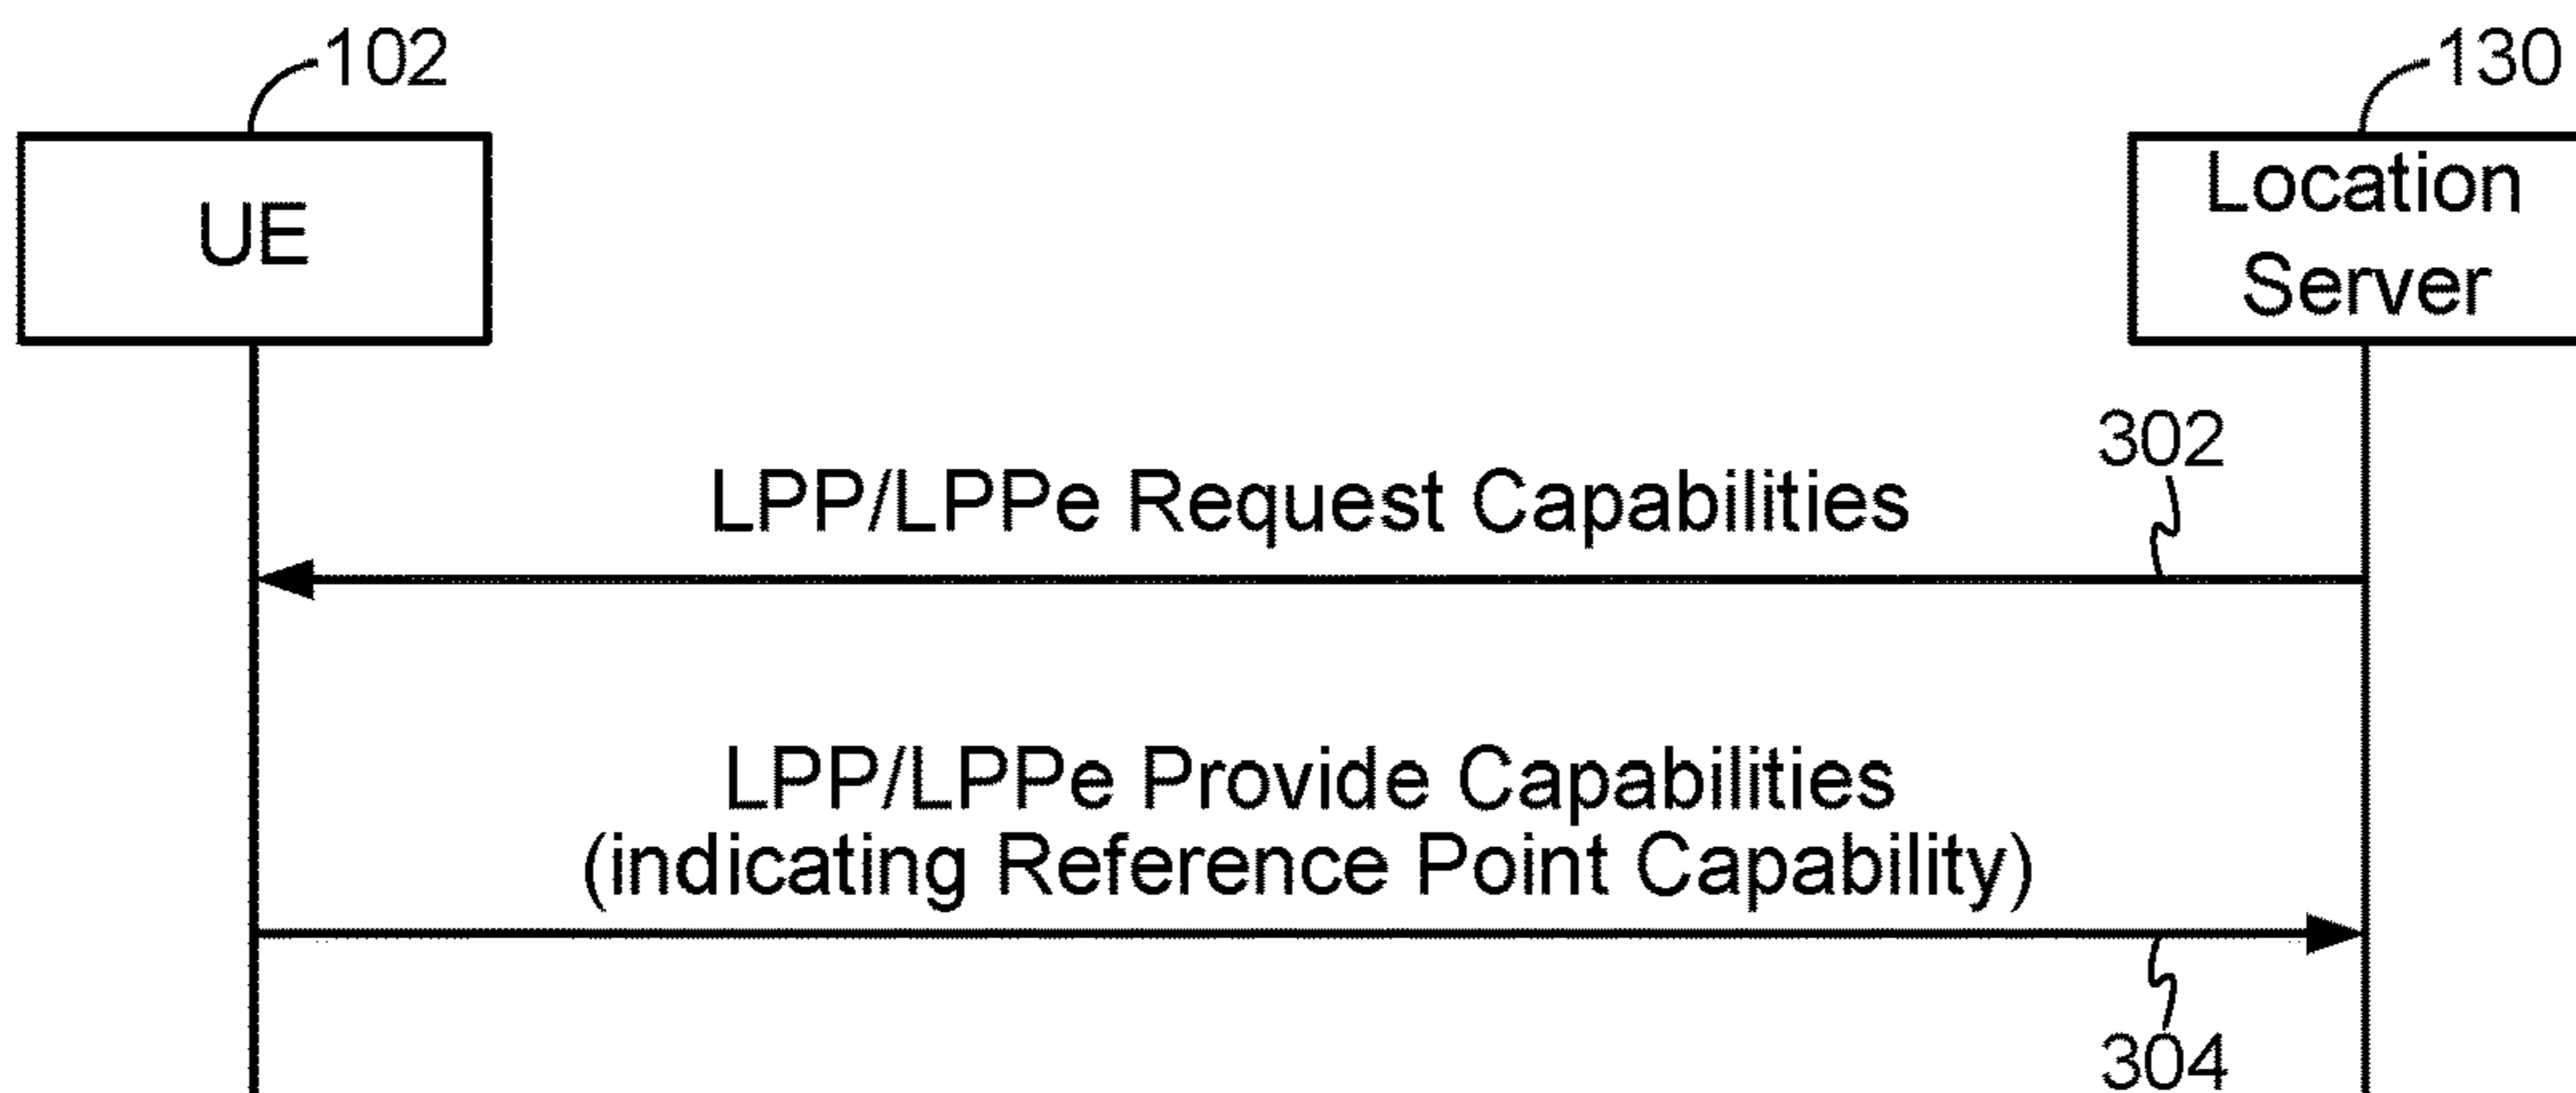 102
130
UE
Location
Server
302
LPP/LPPe Request Capabilities
LPP/LPPe Provide Capabilities
(indicating Reference Point Capability)
304